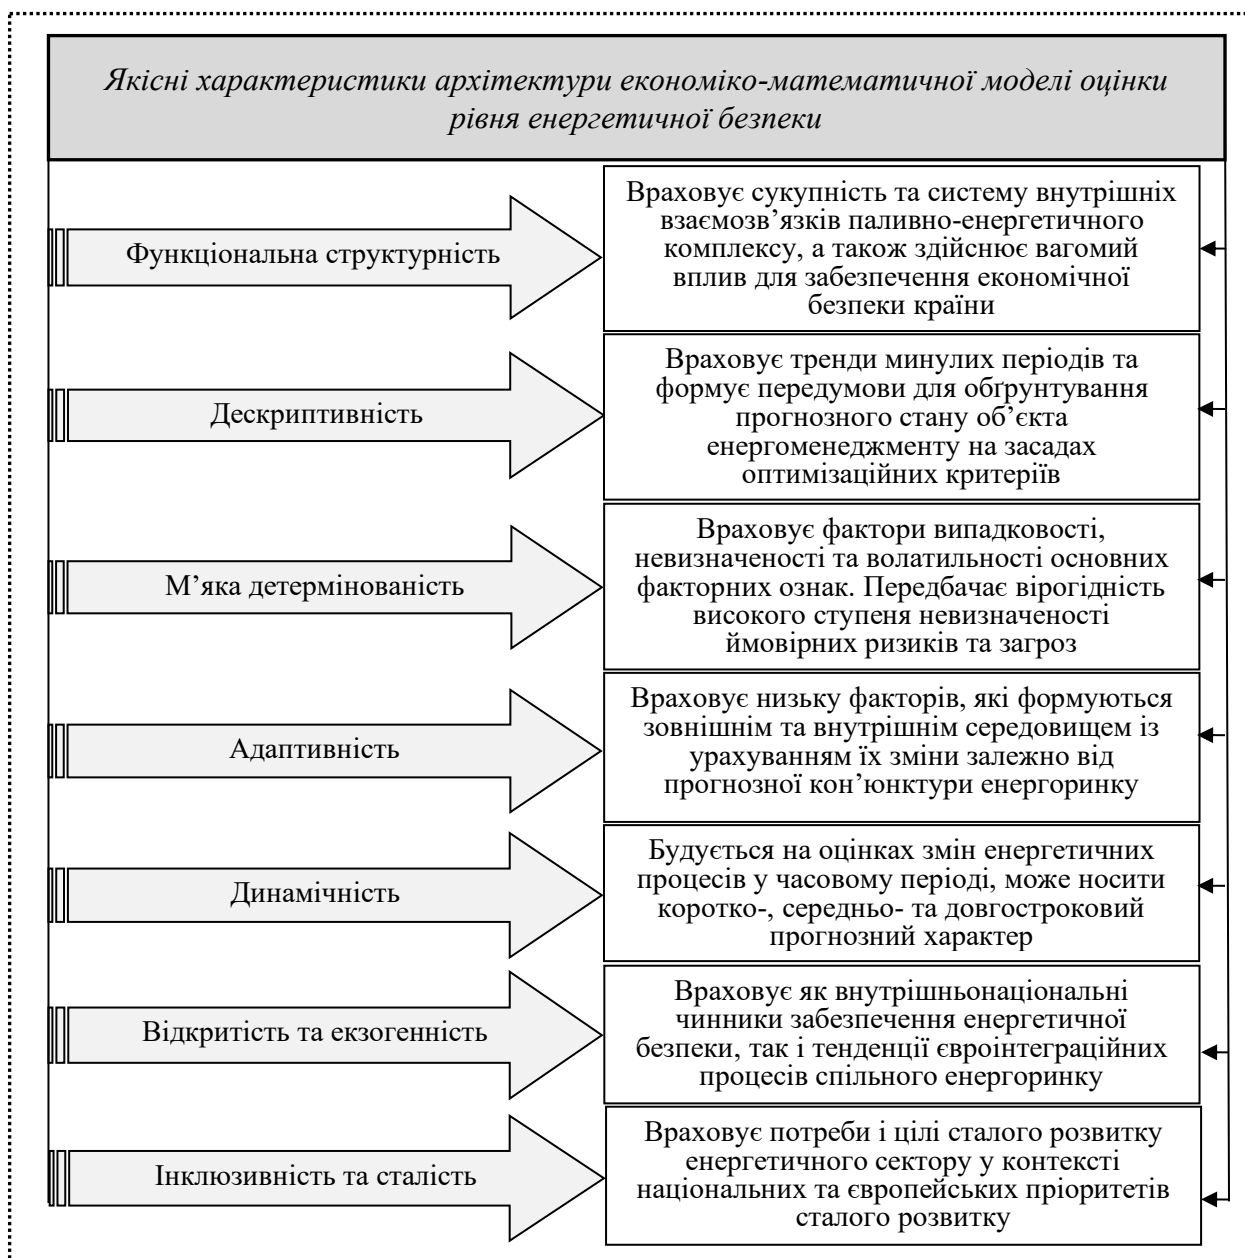 Якісні характеристики архітектури економіко-математичної моделі оцінки
рівня енергетичної безпеки
Функціональна структурність
Враховує сукупність та систему внутрішніх
взаємозв’язків паливно-енергетичного
комплексу, а також здійснює вагомий
вплив для забезпечення економічної
безпеки країни
Дескриптивність
Враховує тренди минулих періодів та
формує передумови для обґрунтування
прогнозного стану об’єкта
енергоменеджменту на засадах
оптимізаційних критеріїв
М’яка детермінованість
Враховує фактори випадковості,
невизначеності та волатильності основних
факторних ознак. Передбачає вірогідність
високого ступеня невизначеності
ймовірних ризиків та загроз
Адаптивність
Враховує низьку факторів, які формуються
зовнішнім та внутрішнім середовищем із
урахуванням їх зміни залежно від
прогнозної кон’юнктури енергоринку
Динамічність
Будується на оцінках змін енергетичних
процесів у часовому періоді, може носити
коротко-, середньо- та довгостроковий
прогнозний характер
Відкритість та екзогенність
Враховує як внутрішньонаціональні
чинники забезпечення енергетичної
безпеки, так і тенденції євроінтеграційних
процесів спільного енергоринку
Інклюзивність та сталість
Враховує потреби і цілі сталого розвитку
енергетичного сектору у контексті
національних та європейських пріоритетів
сталого розвитку